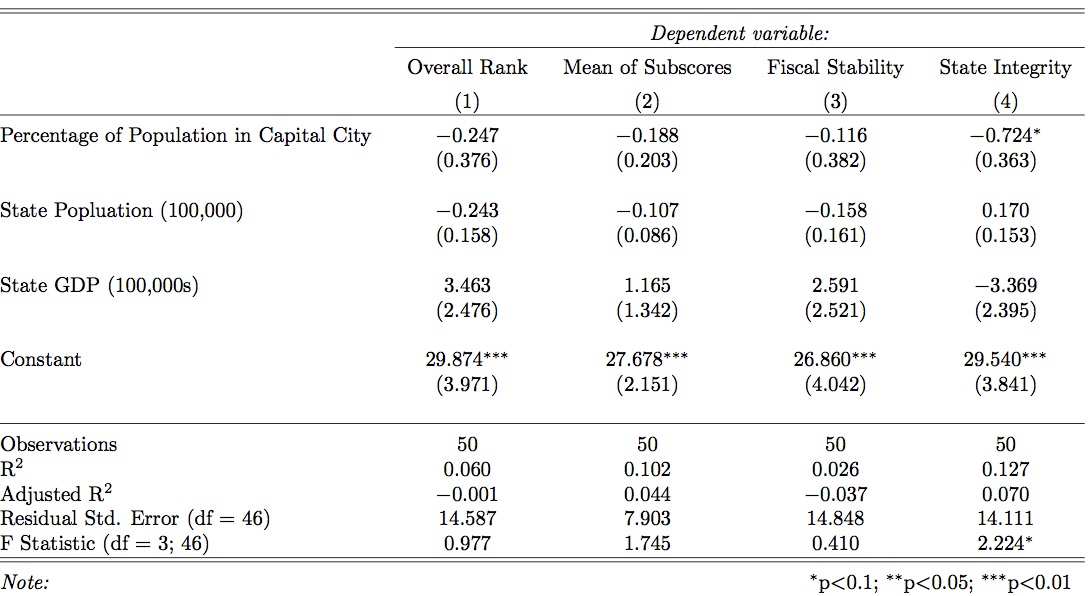 Dependent variable:
Overall Rank Mean of Subscores Fiscal Stability State Integrity
(1) (2) (3) (4)
Percentage of Population in Capital City −0.247 −0.188 −0.116 −0.724*
(0.376) (0.203) (0.382) (0.363)
State Popluation (100,000) −0.243 −0.107 −0.158 0.170
(0.158) (0.086) (0.161) (0.153)
State GDP (100,000s) 3.463 1.165 2.591 −3.369
(2.476) (1.342) (2.521) (2.395)
Constant 29.874*** 27.678*** 26.860*** 29.540***
(3.971) (2.151) (4.042) (3.841)
Observations 50 50 50 50
R² 0.060 0.102 0.026 0.127
Adjusted R² −0.001 0.044 −0.037 0.070
Residual Std. Error (df = 46) 14.587 7.903 14.848 14.111
F Statistic (df = 3; 46) 0.977 1.745 0.410 2.224*
Note: *p<0.1; **p<0.05; ***p<0.01